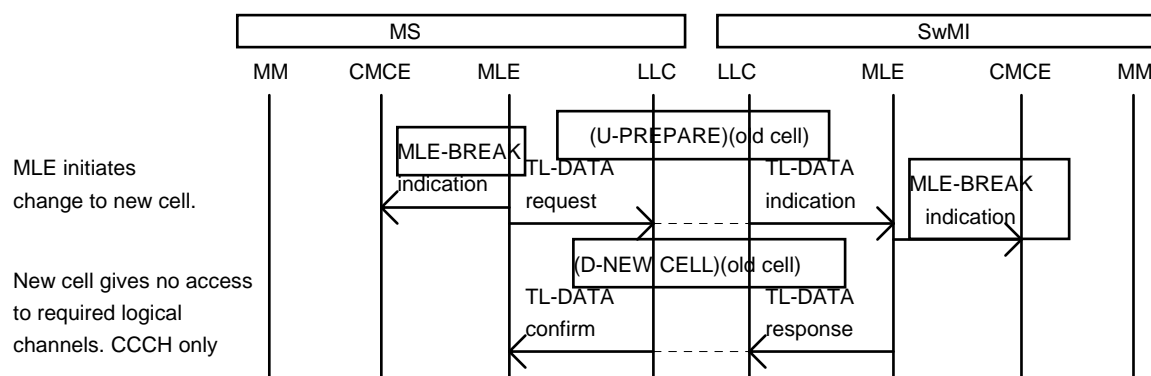 MS SwMI
MM CMCE MLE LLC LLC MLE CMCE MM
(U-PREPARE)(old cell)
MLE initiates
change to new cell.
MLE-BREAK
indication
TL-DATA
request
TL-DATA
indication
MLE-BREAK
indication
(D-NEW CELL)(old cell)
New cell gives no access
to required logical
channels. CCCH only
TL-DATA
confirm
TL-DATA
response